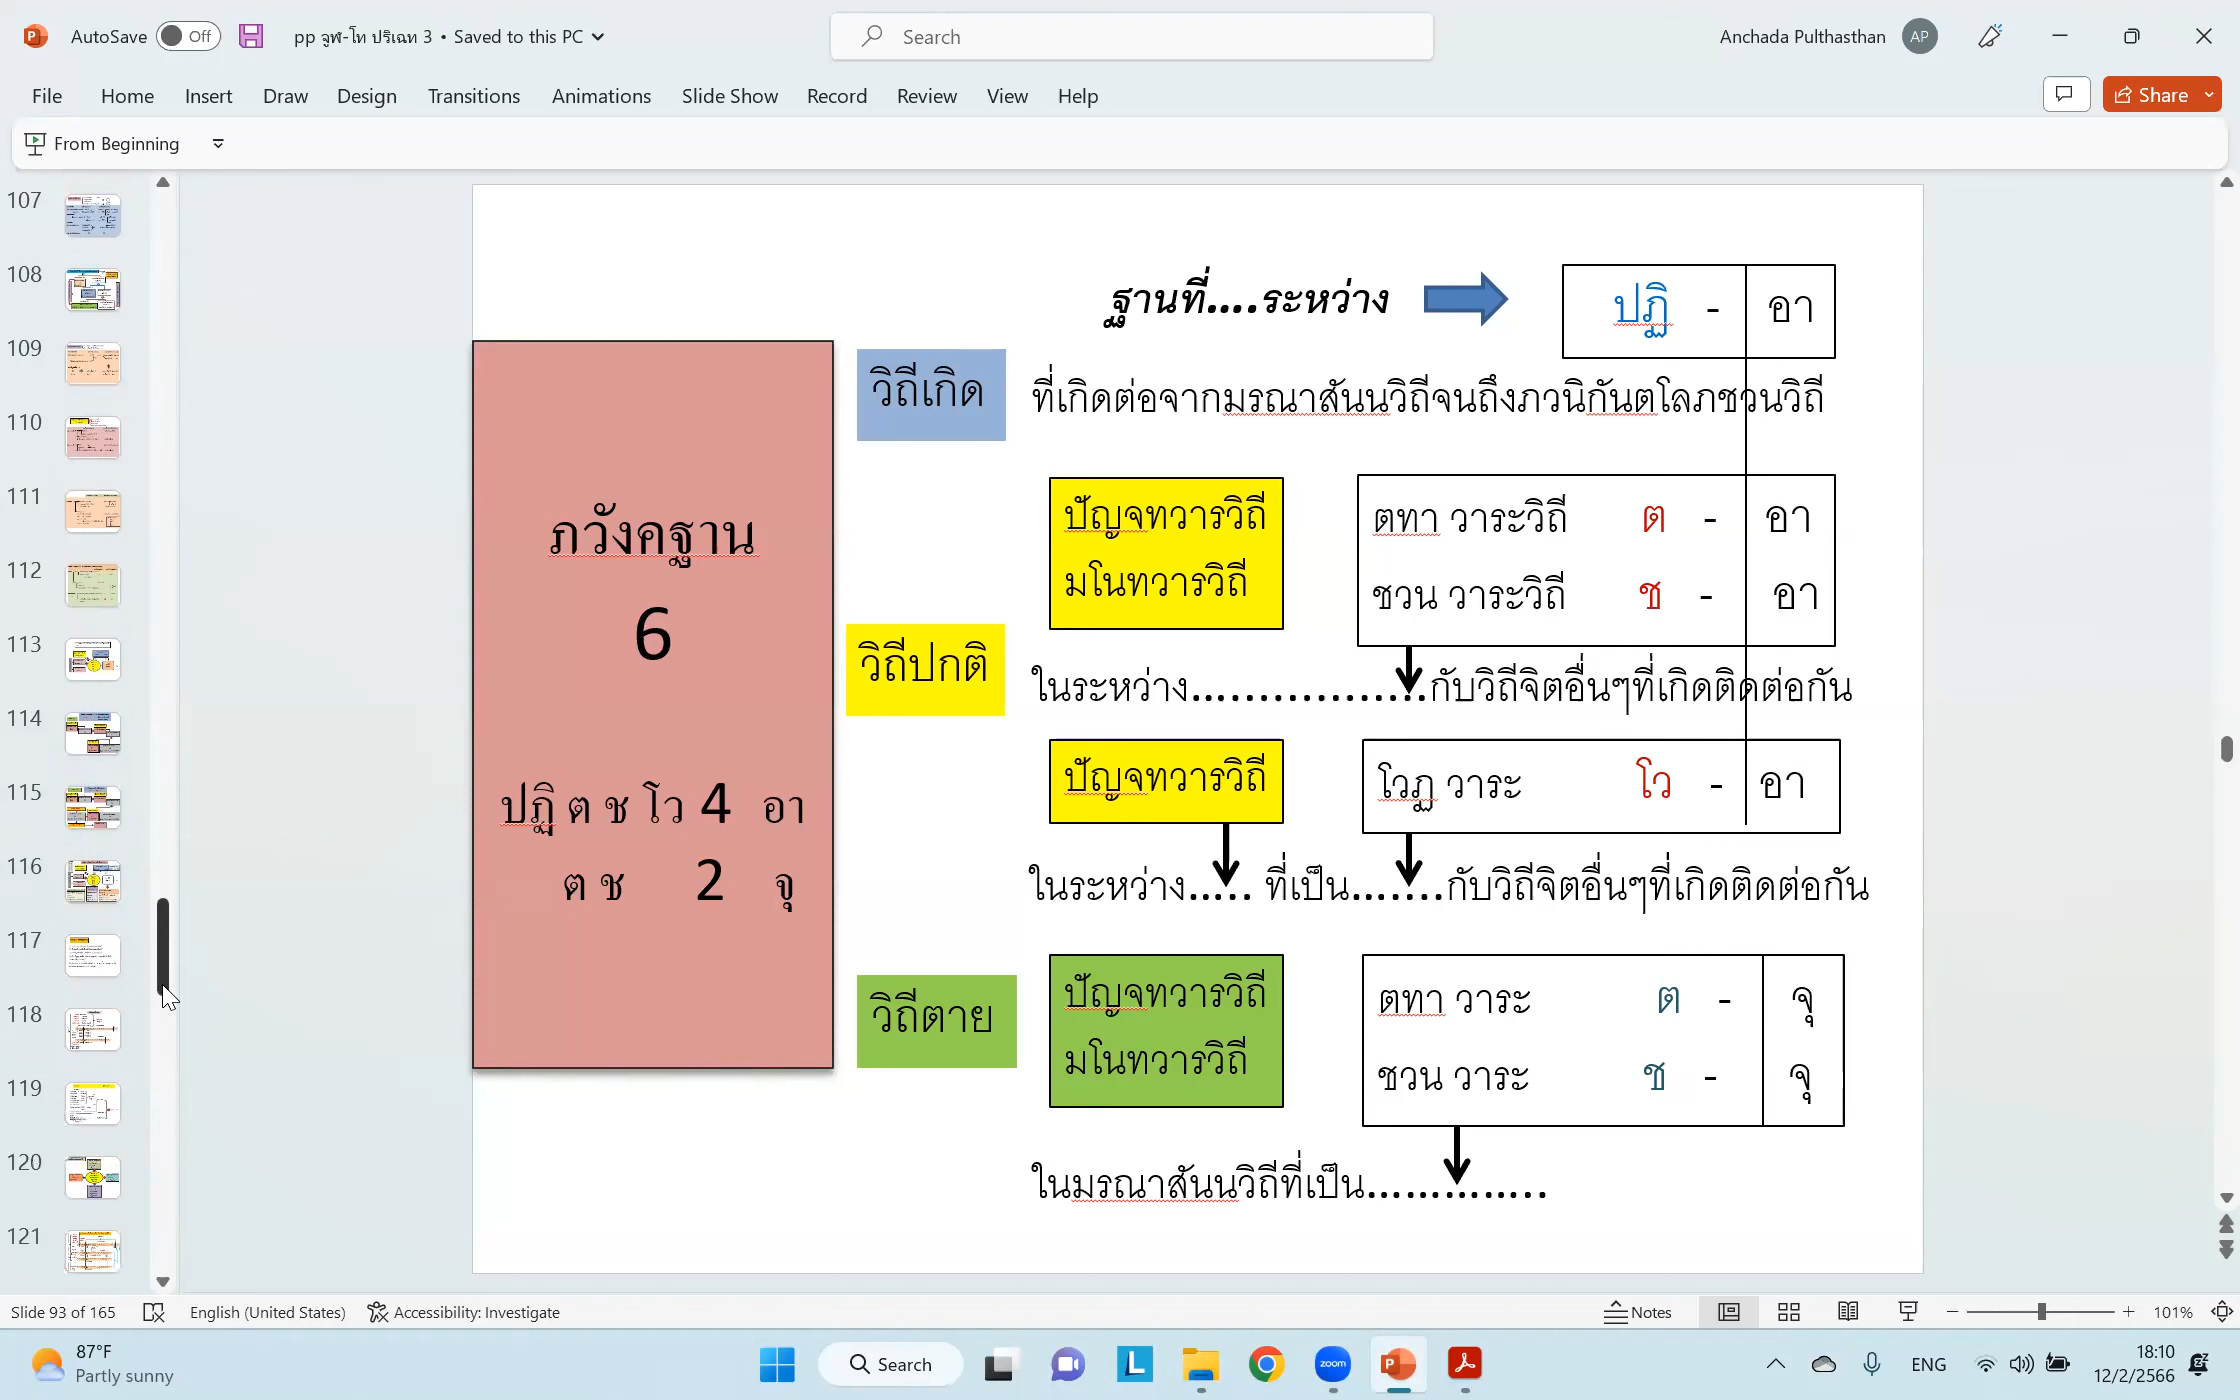 AutoSave Off pp จูฬ-โท ปริเฉท 3 • Saved to this PC Search Anchada Pulthasthan AP
File Home Insert Draw Design Transitions Animations Slide Show Record Review View Help Share
From Beginning
107
108
109
110
111
112
113
114
115
116
117
118
119
120
121
ฐานที่....ระหว่าง
ปฏิ - อา
วิถีเกิด
ที่เกิดต่อจากมรณาสันนวิถีจนถึงภวนิกันตโลภชวนวิถี
ภวังคฐาน
6
ปฏิ ต ช โว 4 อา
ต ช 2 จุ
ปัญจทวารวิถี
มโนทวารวิถี
ตทา วาระวิถี ต - อา
ชวน วาระวิถี ช - อา
วิถีปกติ
ในระหว่าง..................กับวิถีจิตอื่นๆที่เกิดติดต่อกัน
ปัญจทวารวิถี
โวฏ วาระ โว - อา
ในระหว่าง..... ที่เป็น.......กับวิถีจิตอื่นๆที่เกิดติดต่อกัน
วิถีตาย
ปัญจทวารวิถี
มโนทวารวิถี
ตทา วาระ ต - จุ
ชวน วาระ ช - จุ
ในมรณาสันนวิถีที่เป็น..............
Slide 93 of 165 English (United States) Accessibility: Investigate Notes 101%
87°F
Partly sunny
Search
zoom
ENG
18:10
12/2/2566